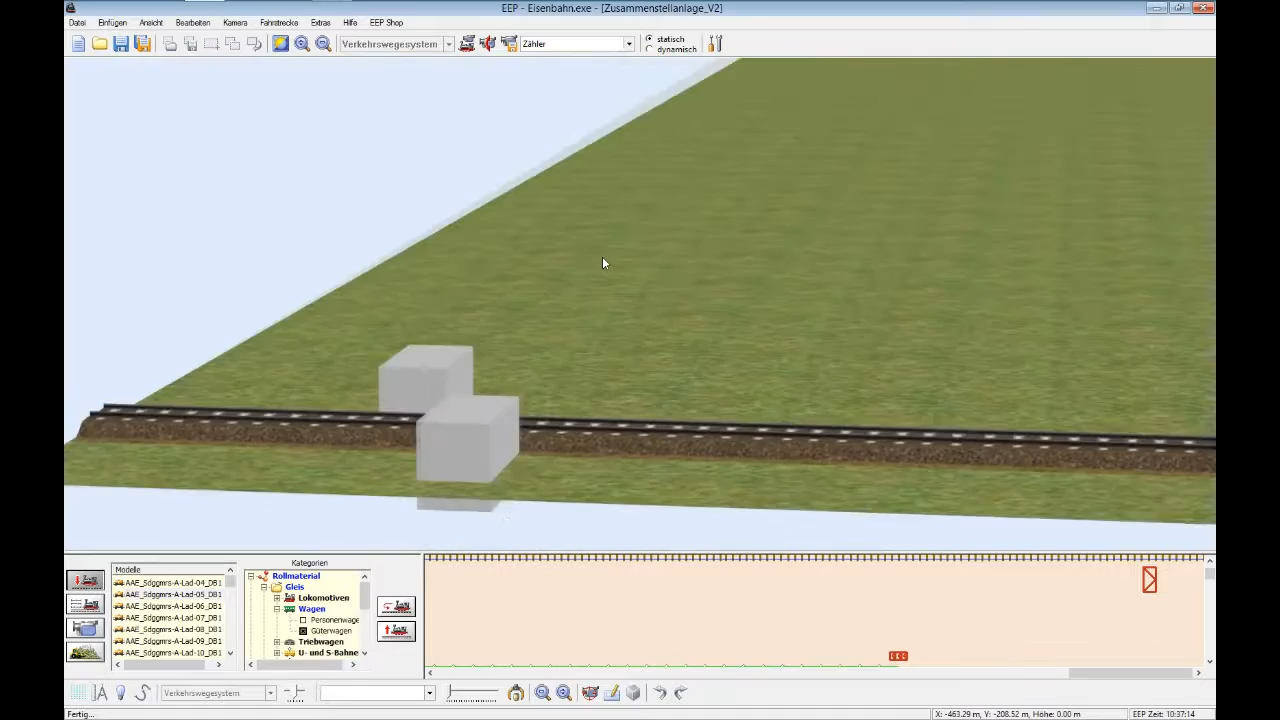 EEP - Eisenbahn.exe - [Zusammenstellanlage_V2]
Datei Einfügen Ansicht Bearbeiten Kamera Fahrstrecke Extras Hilfe EEP Shop
Verkehrswegesystem Zähler statisch
dynamisch
Modelle
AAE_Sdggmrs-A-Lad-04_DB1
AAE_Sdggmrs-A-Lad-05_DB1
AAE_Sdggmrs-A-Lad-06_DB1
AAE_Sdggmrs-A-Lad-07_DB1
AAE_Sdggmrs-A-Lad-08_DB1
AAE_Sdggmrs-A-Lad-09_DB1
AAE_Sdggmrs-A-Lad-10_DB1
Kategorien
Rollmaterial
Gleis
Lokomotiven
Wagen
Personenwage
Güterwagen
Triebwagen
U- und S-Bahne
Verkehrswegesystem
Fertig... X: -463.29 m, Y: -208.52 m, Höhe: 0.00 m EEP Zeit: 10:37:14